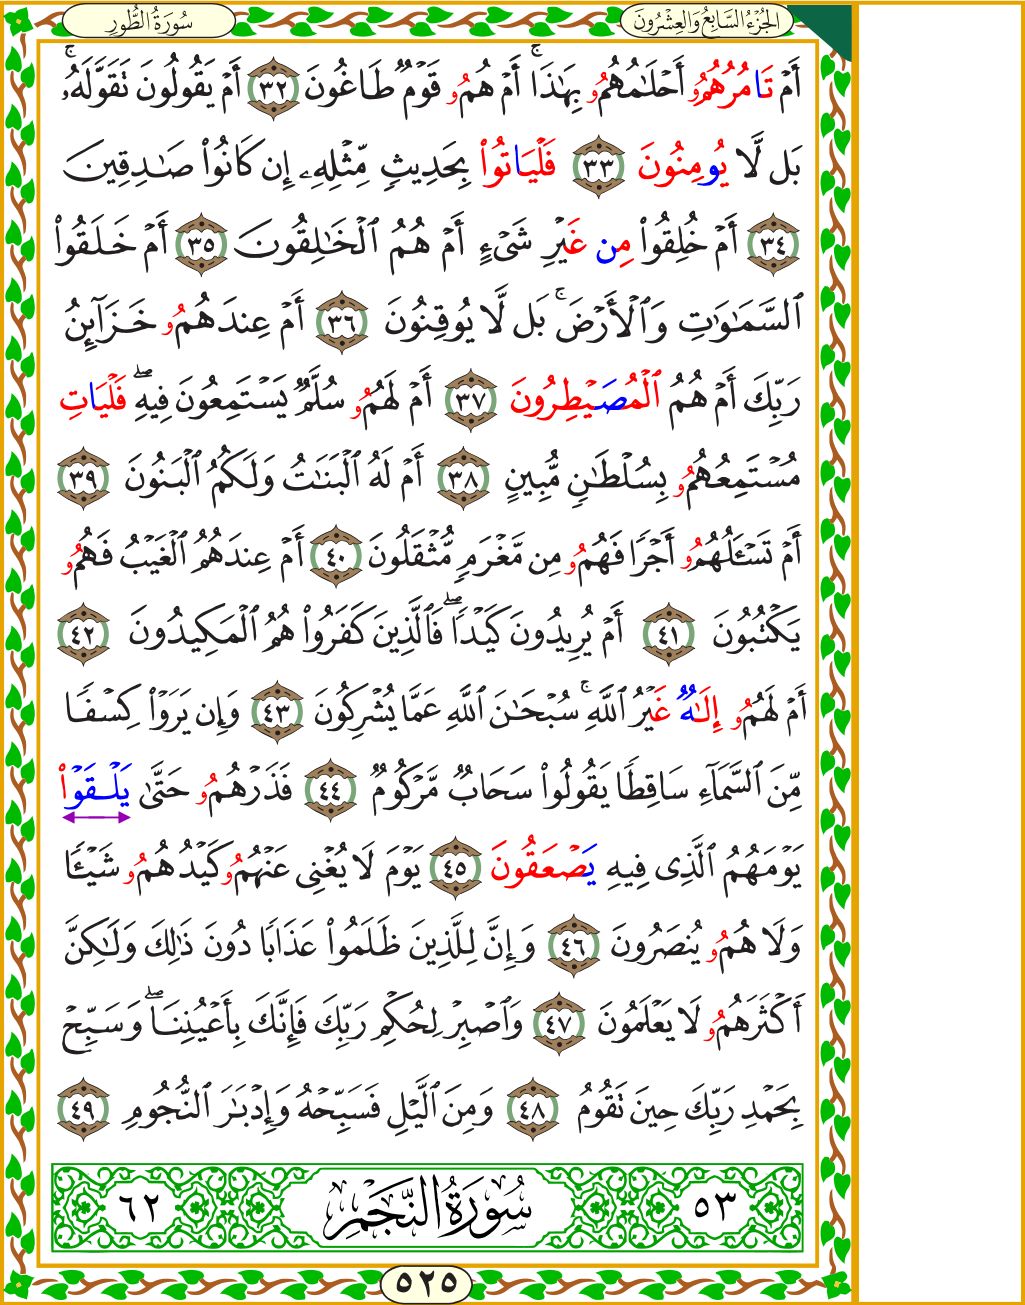 الجُزْءُ السَّابِعُ وَالعِشْرُونَ
سُورَةُ الطُّورِ
أَمۡ تَامُرُهُمُۥٓ أَحۡلَٰمُهُمُۥ بِهَٰذَاۚ أَمۡ هُمُۥ قَوۡمٞ طَاغُونَ ٣٢ أَمۡ يَقُولُونَ تَقَوَّلَهُۥۚ
بَل لَّا يُومِنُونَ ٣٣ فَلۡيَاتُواْ بِحَدِيثٖ مِّثۡلِهِۦٓ إِن كَانُواْ صَٰدِقِينَ
٣٤ أَمۡ خُلِقُواْ مِن غَيۡرِ شَيۡءٍ أَمۡ هُمُ ٱلۡخَٰلِقُونَ ٣٥ أَمۡ خَلَقُواْ
ٱلسَّمَٰوَٰتِ وَٱلۡأَرۡضَۚ بَل لَّا يُوقِنُونَ ٣٦ أَمۡ عِندَهُمُۥ خَزَآئِنُ
رَبِّكَ أَمۡ هُمُ ٱلۡمُصَۜيۡطِرُونَ ٣٧ أَمۡ لَهُمُۥ سُلَّمٞ يَسۡتَمِعُونَ فِيهِۖ فَلۡيَاتِ
مُسۡتَمِعُهُمُۥ بِسُلۡطَٰنٖ مُّبِينٍ ٣٨ أَمۡ لَهُ ٱلۡبَنَٰتُ وَلَكُمُ ٱلۡبَنُونَ ٣٩
أَمۡ تَسۡـَٔلُهُمُۥٓ أَجۡرٗا فَهُمُۥ مِن مَّغۡرَمٖ مُّثۡقَلُونَ ٤٠ أَمۡ عِندَهُمُ ٱلۡغَيۡبُ فَهُمُۥ
يَكۡتُبُونَ ٤١ أَمۡ يُرِيدُونَ كَيۡدٗاۖ فَٱلَّذِينَ كَفَرُواْ هُمُ ٱلۡمَكِيدُونَ ٤٢
أَمۡ لَهُمُۥٓ إِلَٰهٌ غَيۡرُ ٱللَّهِۚ سُبۡحَٰنَ ٱللَّهِ عَمَّا يُشۡرِكُونَ ٤٣ وَإِن يَرَوۡاْ كِسۡفٗا
مِّنَ ٱلسَّمَآءِ سَاقِطٗا يَقُولُواْ سَحَابٞ مَّرۡكُومٞ ٤٤ فَذَرۡهُمُۥ حَتَّىٰ يَلۡقَوۡاْ
يَوۡمَهُمُ ٱلَّذِي فِيهِ يَصۡعَقُونَ ٤٥ يَوۡمَ لَا يُغۡنِي عَنۡهُمُۥ كَيۡدُهُمُۥ شَيۡـٔٗا
وَلَا هُمُۥ يُنصَرُونَ ٤٦ وَإِنَّ لِلَّذِينَ ظَلَمُواْ عَذَابٗا دُونَ ذَٰلِكَ وَلَٰكِنَّ
أَكۡثَرَهُمُۥ لَا يَعۡلَمُونَ ٤٧ وَٱصۡبِرۡ لِحُكۡمِ رَبِّكَ فَإِنَّكَ بِأَعۡيُنِنَاۖ وَسَبِّحۡ
بِحَمۡدِ رَبِّكَ حِينَ تَقُومُ ٤٨ وَمِنَ ٱلَّيۡلِ فَسَبِّحۡهُ وَإِدۡبَٰرَ ٱلنُّجُومِ ٤٩
٥٣ سُورَةُ النَّجْمِ ٦٢
٥٢٥